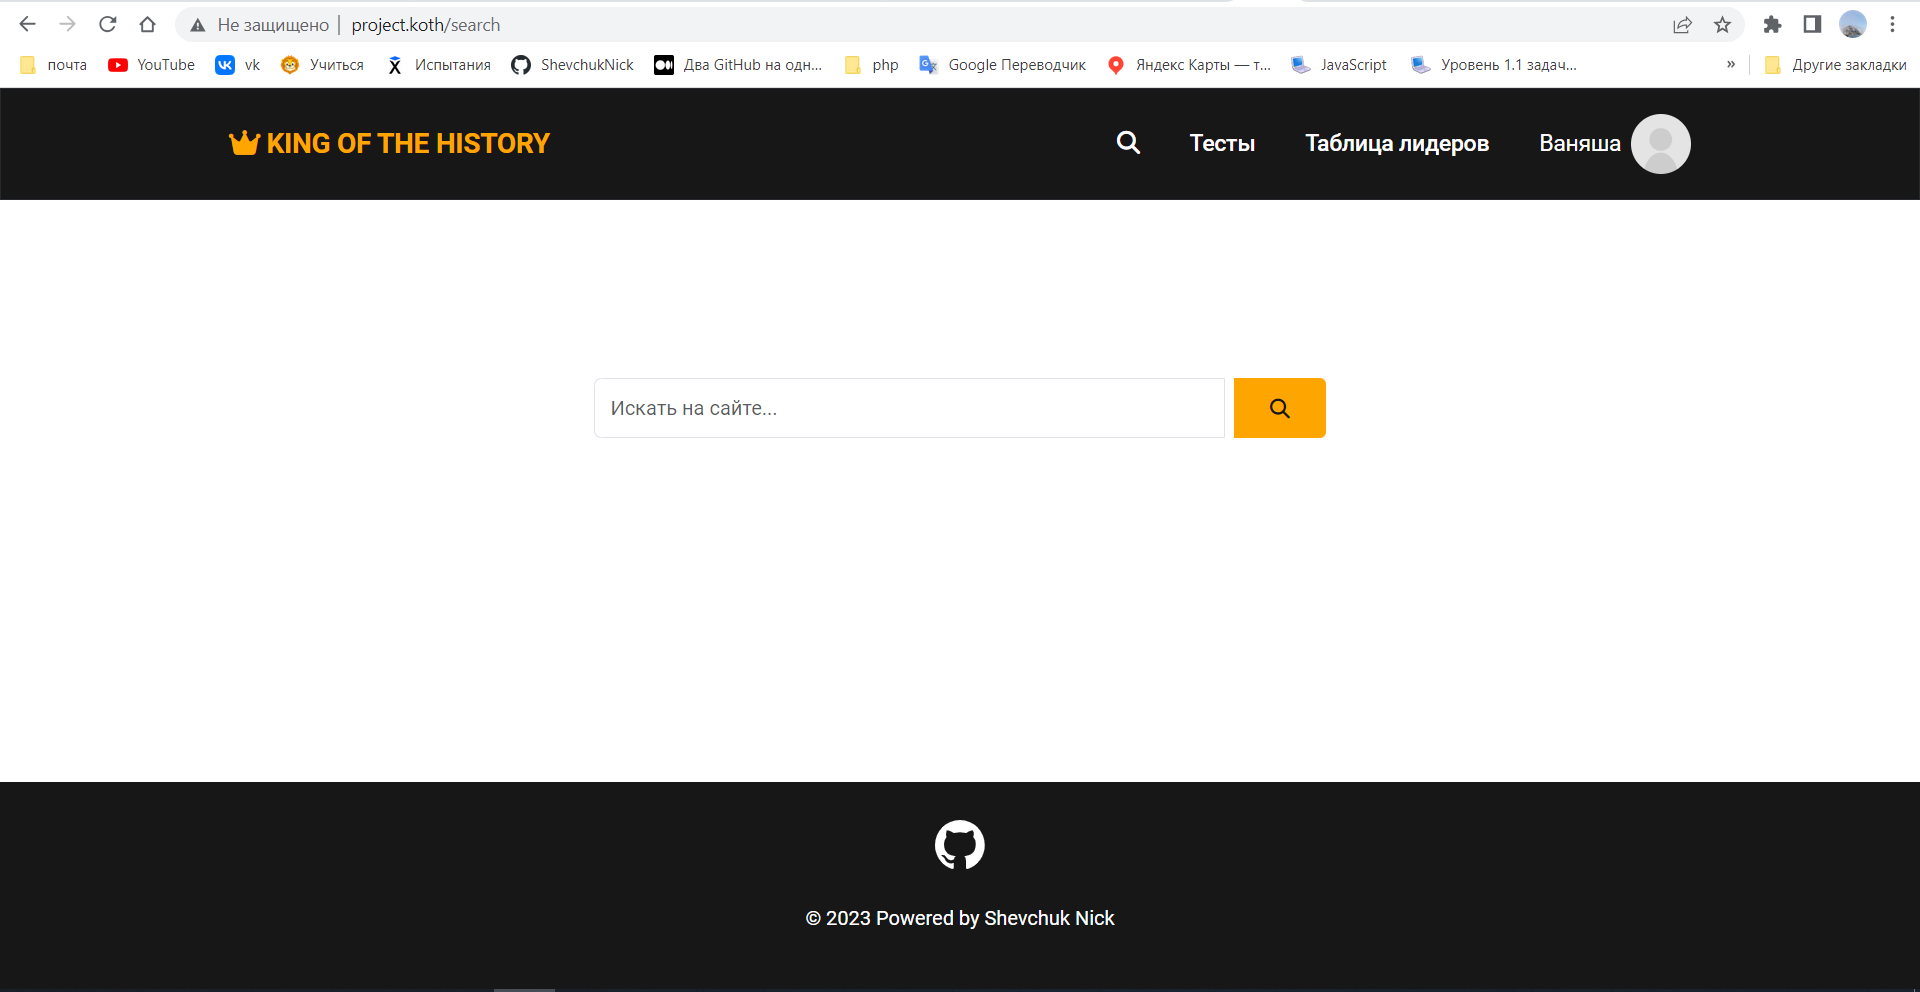 Не защищено | project.koth/search
почта YouTube vk Учиться Испытания ShevchukNick Два GitHub на одн... php Google Переводчик Яндекс Карты — т... JavaScript Уровень 1.1 задач... » Другие закладки
KING OF THE HISTORY Тесты Таблица лидеров Ваняша
Искать на сайте...
© 2023 Powered by Shevchuk Nick